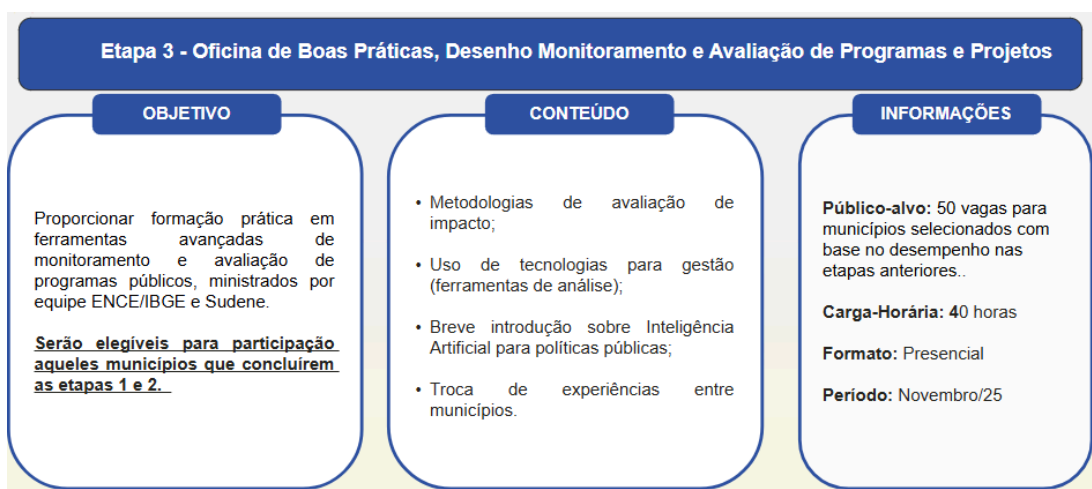 Etapa 3 - Oficina de Boas Práticas, Desenho Monitoramento e Avaliação de Programas e Projetos
OBJETIVO
Proporcionar formação prática em
ferramentas avançadas de
monitoramento e avaliação de
programas públicos, ministrados por
equipe ENCE/IBGE e Sudene.
Serão elegíveis para participação
aqueles municípios que concluírem
as etapas 1 e 2.
CONTEÚDO
• Metodologias de avaliação de
impacto;
• Uso de tecnologias para gestão
(ferramentas de análise);
• Breve introdução sobre Inteligência
Artificial para políticas públicas;
• Troca de experiências entre
municípios.
INFORMAÇÕES
Público-alvo: 50 vagas para
municípios selecionados com
base no desempenho nas
etapas anteriores..
Carga-Horária: 40 horas
Formato: Presencial
Período: Novembro/25